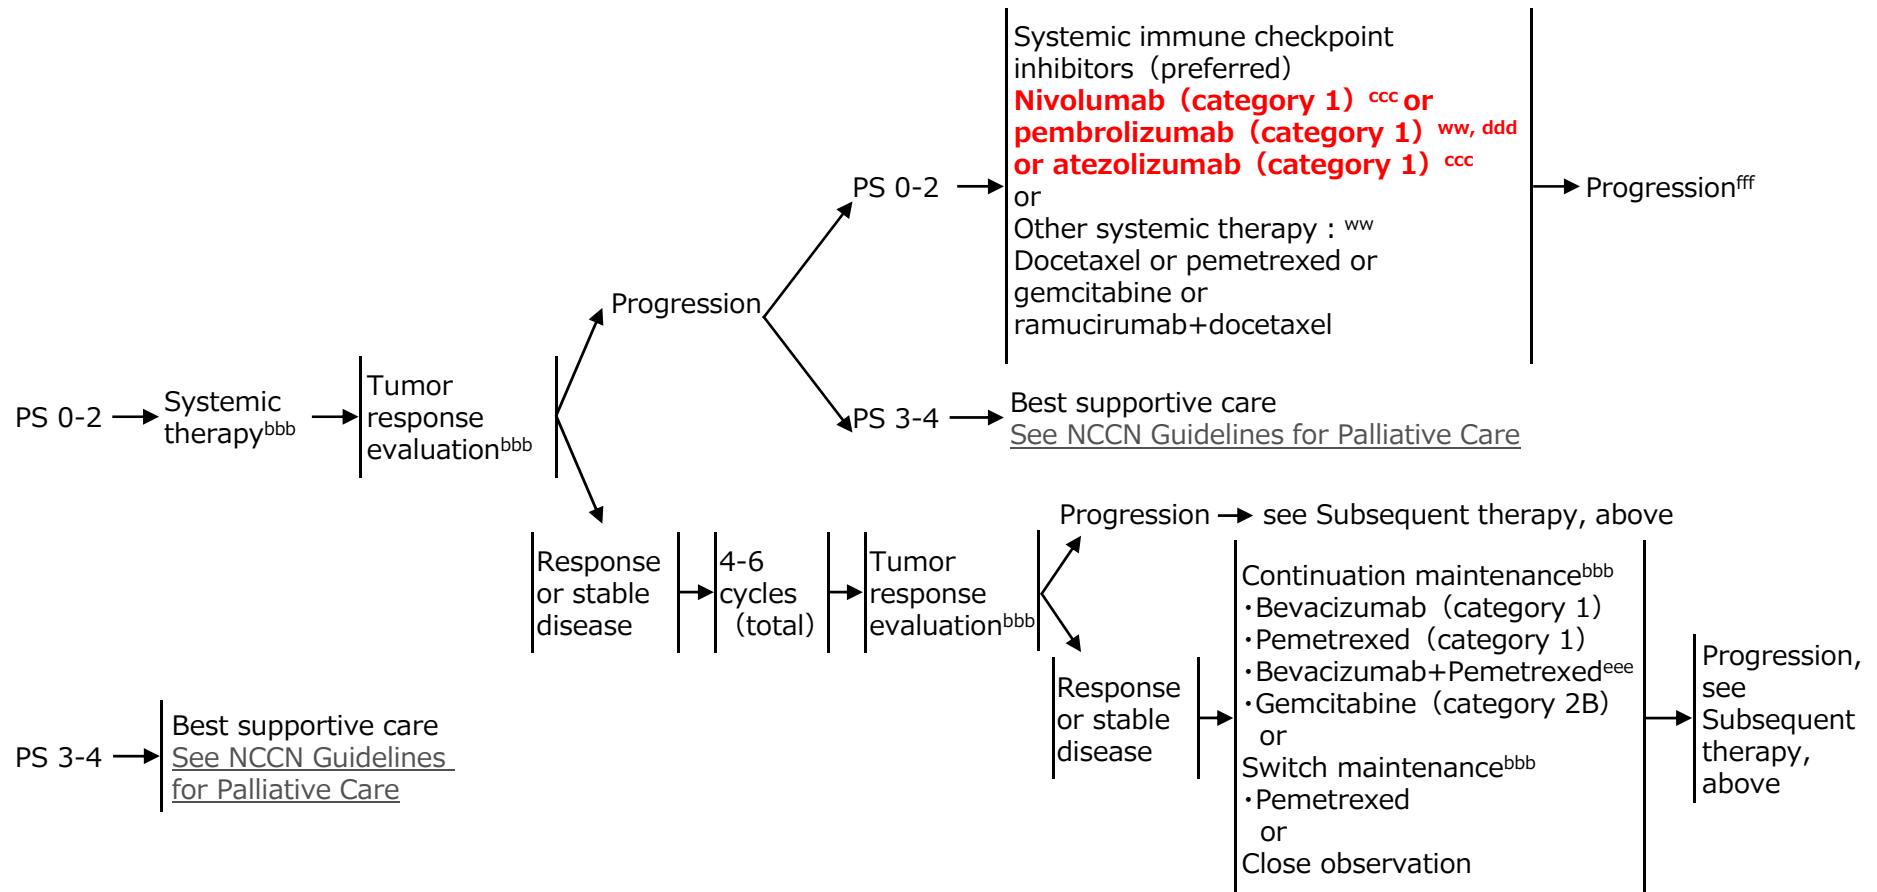 Systemic immune checkpoint
inhibitors（preferred）
Nivolumab（category 1）ccc or
pembrolizumab（category 1）ww, ddd
or atezolizumab（category 1）ccc
or
Other systemic therapy : ww
Docetaxel or pemetrexed or
gemcitabine or
ramucirumab+docetaxel
PS 0-2
Progressionfff
Progression
PS 0-2
Systemic
therapybbb
Tumor
response
evaluationbbb
PS 3-4
Best supportive care
See NCCN Guidelines for Palliative Care
Response
or stable
disease
4-6
cycles
（total）
Tumor
response
evaluationbbb
Progression
see Subsequent therapy, above
Response
or stable
disease
Continuation maintenancebbb
・Bevacizumab（category 1）
・Pemetrexed（category 1）
・Bevacizumab+Pemetrexedeee
・Gemcitabine（category 2B）
or
Switch maintenancebbb
・Pemetrexed
or
Close observation
Progression,
see
Subsequent
therapy,
above
PS 3-4
Best supportive care
See NCCN Guidelines
for Palliative Care